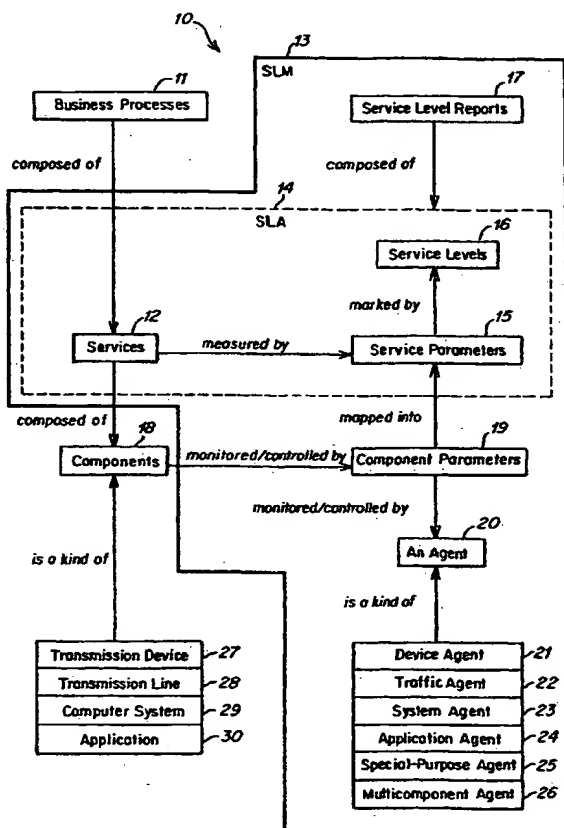 10
13
SLM
11
17
Business Processes
Service Level Reports
composed of
composed of
14
SLA
16
Service Levels
marked by
12
15
Services
measured by
Service Parameters
composed of
mapped into
18
19
Components
monitored/controlled by
Component Parameters
monitored/controlled by
20
An Agent
is a kind of
is a kind of
Transmission Device
27
Transmission Line
28
Computer System
29
Application
30
Device Agent
21
Traffic Agent
22
System Agent
23
Application Agent
24
Special-Purpose Agent
25
Multicomponent Agent
26